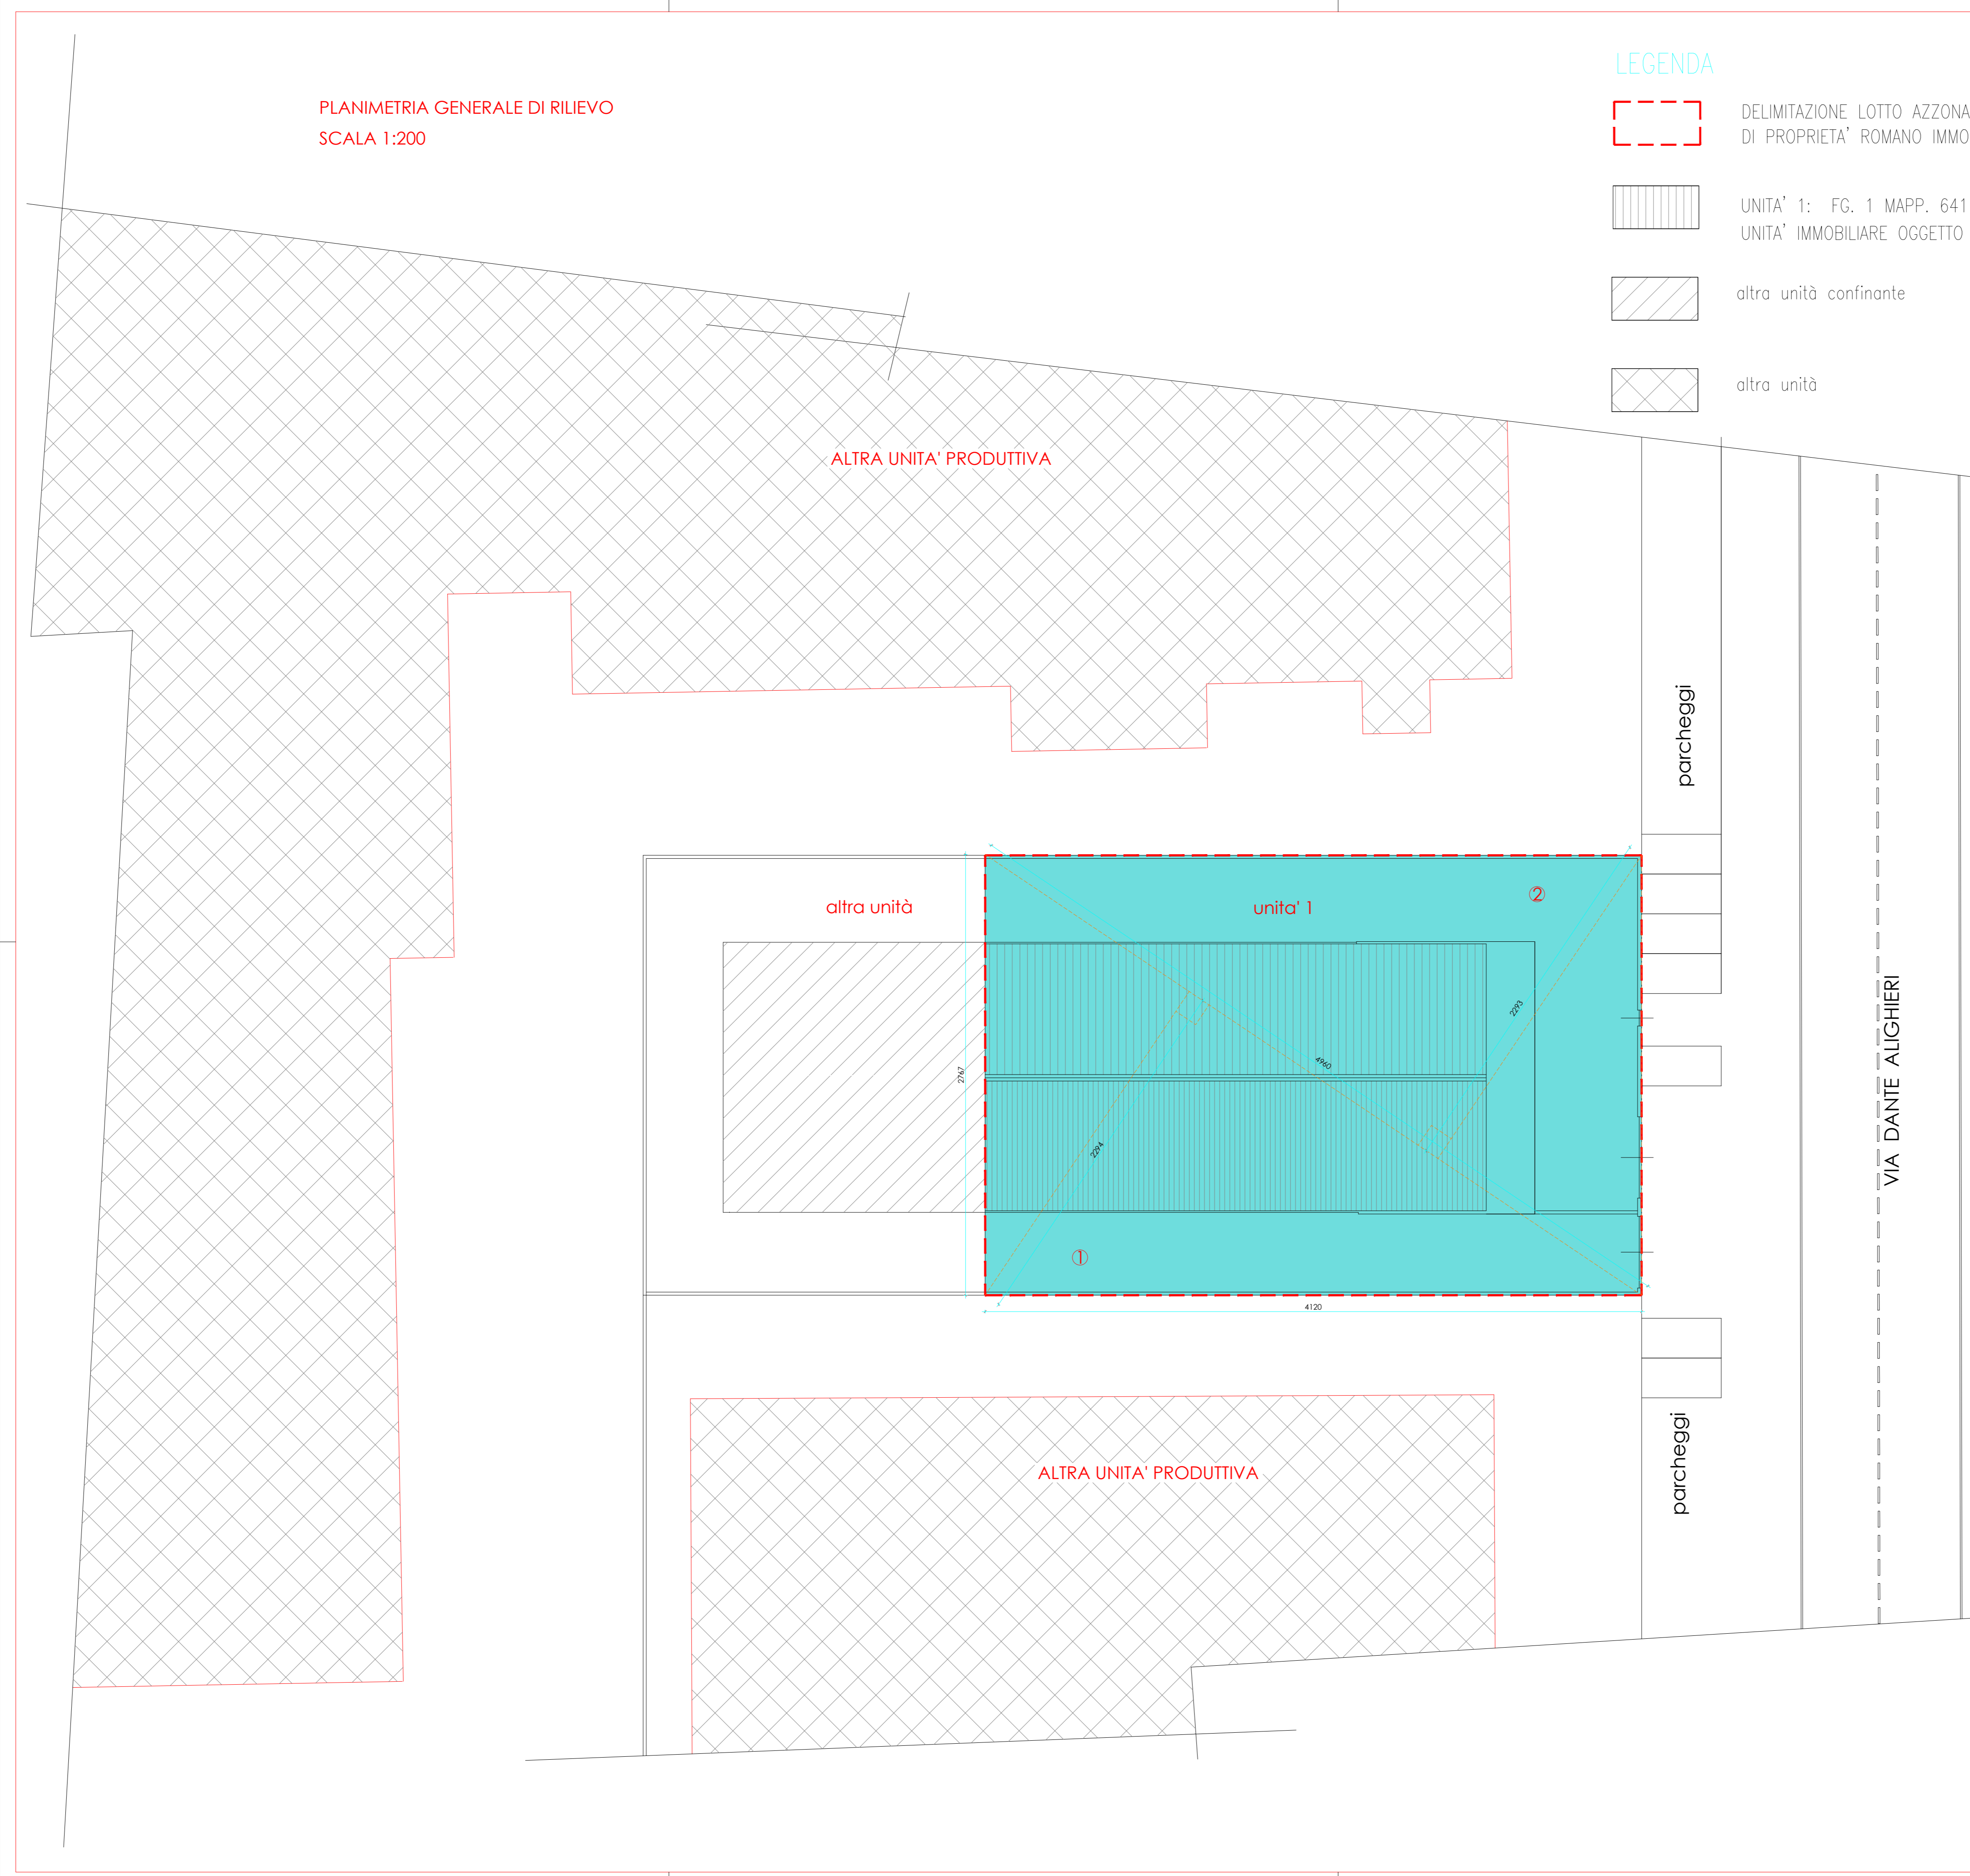 LEGENDA
PLANIMETRIA GENERALE DI RILIEVO
SCALA 1:200
DELIMITAZIONE LOTTO AZZONA
DI PROPRIETA' ROMANO IMMO
UNITA' 1: FG. 1 MAPP. 641
UNITA' IMMOBILIARE OGGETTO
altra unità confinante
altra unità
ALTRA UNITA' PRODUTTIVA
parcheggi
altra unità
unita' 1
2
2293
4960
2767
2294
VIA DANTE ALIGHIERI
1
4120
parcheggi
ALTRA UNITA' PRODUTTIVA